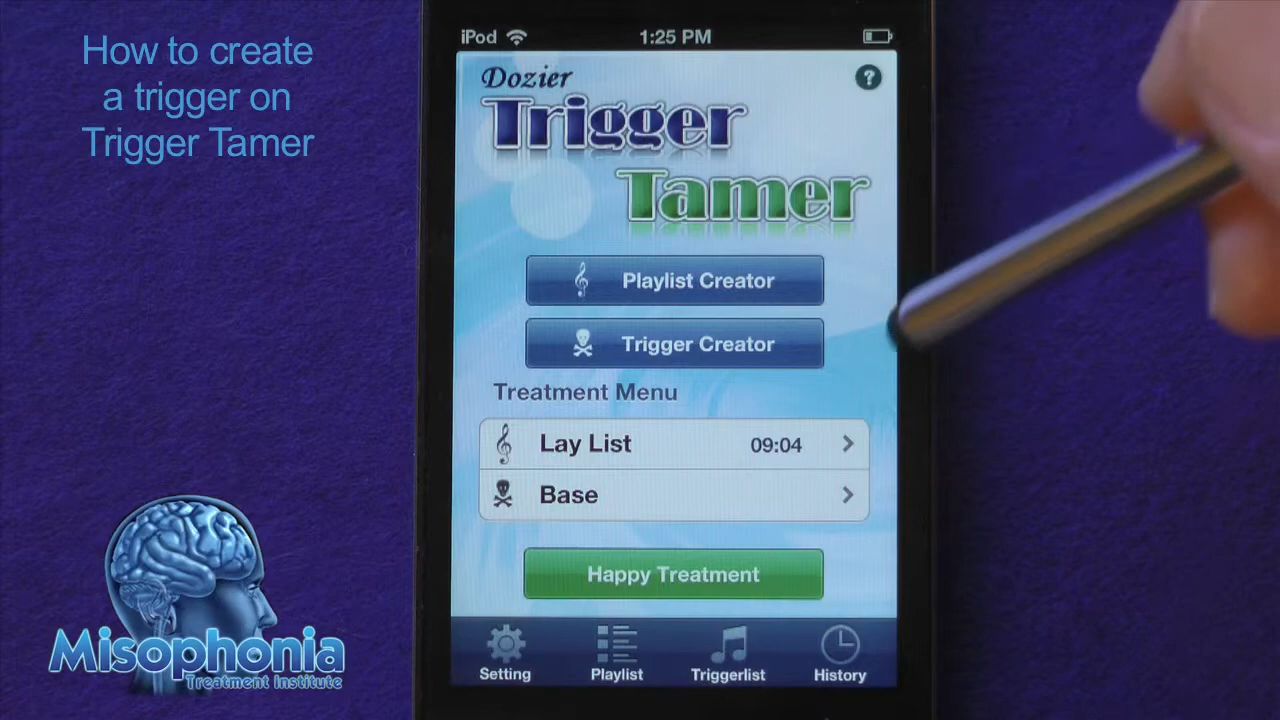 How to create
a trigger on
Trigger Tamer
iPod
1:25 PM
Dozier
?
Trigger
Tamer
Playlist Creator
Trigger Creator
Treatment Menu
Lay List 09:04
Base
Happy Treatment
Setting Playlist Triggerlist History
Misophonia
Treatment Institute